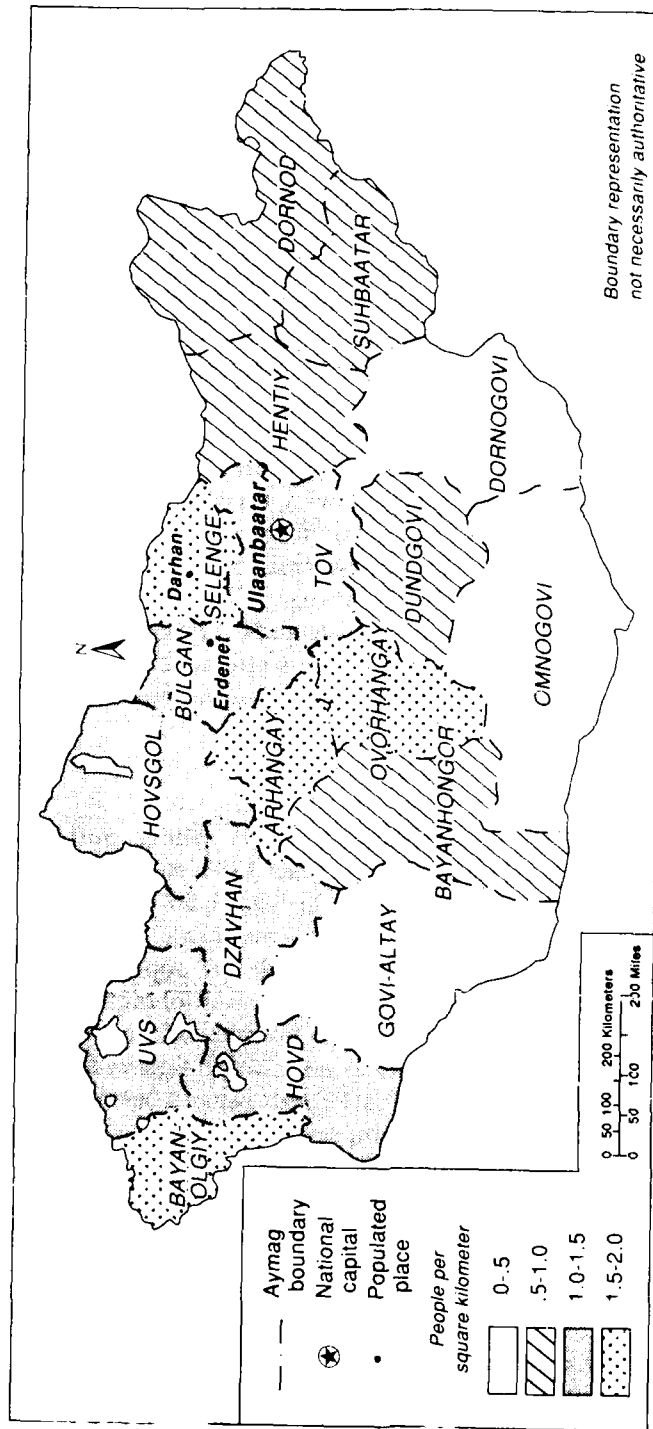 N
UVS
BAYAN-
OLGIY
HOVD
DZAVHAN
HOVSGOL
BULGAN
Erdenet
Darhan
SELENGE
Ulaanbaatar
TOV
ARHANGAY
OVORHANGAY
BAYANHONGOR
GOVI-ALTAY
HENTIY
DORNOD
SUHBAATAR
DUNDGOVI
DORNOGOVI
OMNOGOVI
Aymag
boundary
National
capital
Populated
place
People per
square kilometer
0-.5
.5-1.0
1.0-1.5
1.5-2.0
0 50 100 200 Kilometers
0 50 100 200 Miles
Boundary representation
not necessarily authoritative